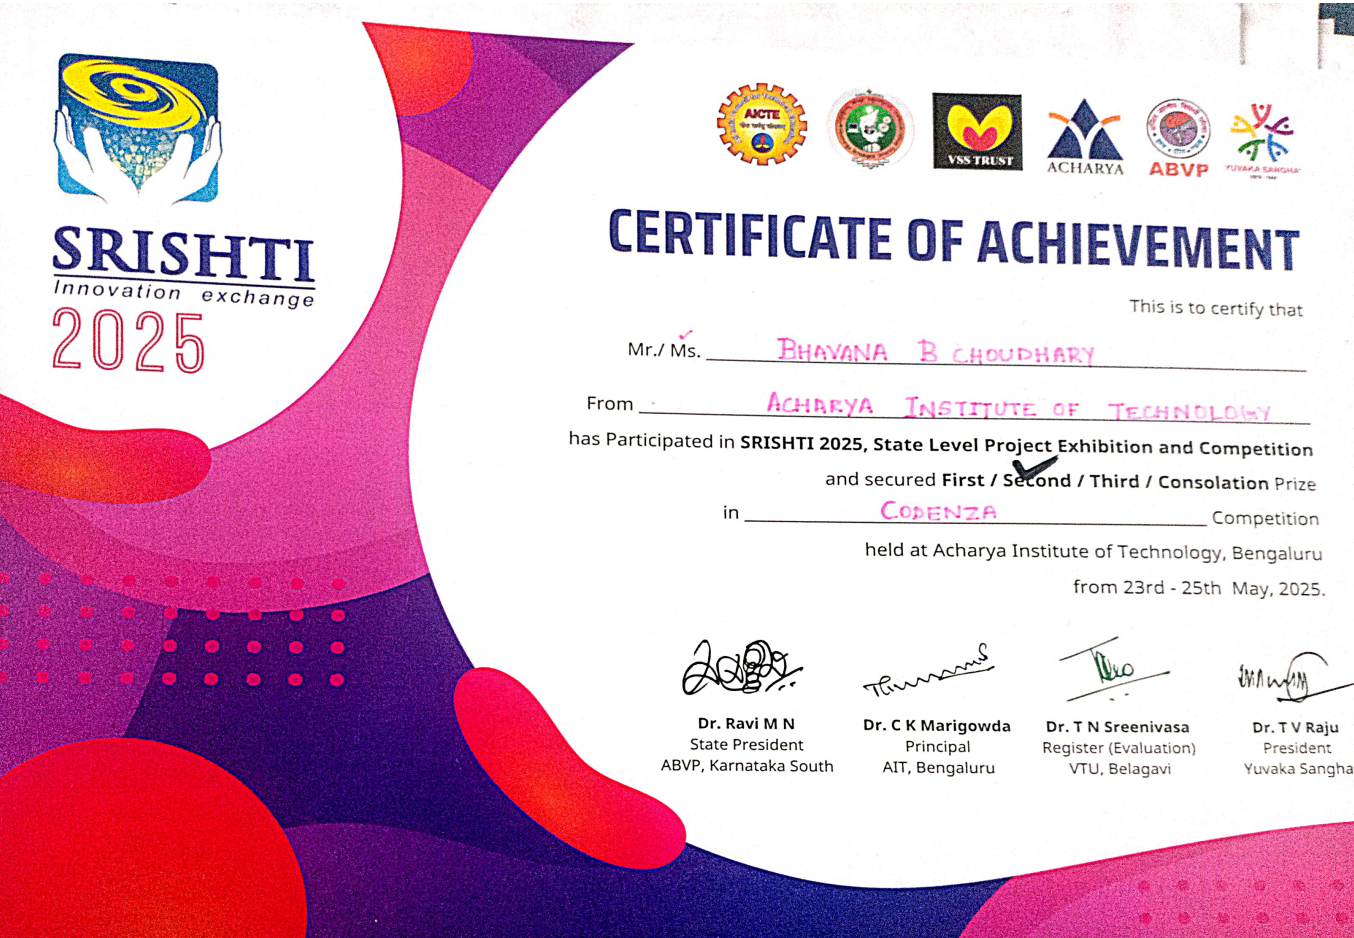 SRISHTI
Innovation exchange
2025
AICTE
VSS TRUST
ACHARYA
ABVP
YUVAKA SANGHA
CERTIFICATE OF ACHIEVEMENT
This is to certify that
Mr./ Ms. BHAVANA B CHOUDHARY
From ACHARYA INSTITUTE OF TECHNOLOGY
has Participated in SRISHTI 2025, State Level Project Exhibition and Competition
and secured First / Second / Third / Consolation Prize
in CODENZA Competition
held at Acharya Institute of Technology, Bengaluru
from 23rd - 25th May, 2025.
Dr. Ravi M N
State President
ABVP, Karnataka South
Dr. C K Marigowda
Principal
AIT, Bengaluru
Dr. T N Sreenivasa
Register (Evaluation)
VTU, Belagavi
Dr. T V Raju
President
Yuvaka Sangha